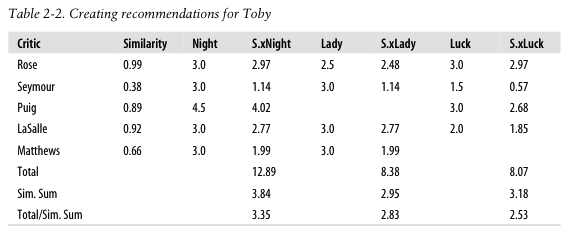 Table 2-2. Creating recommendations for Toby
Critic Similarity Night S.xNight Lady S.xLady Luck S.xLuck
Rose 0.99 3.0 2.97 2.5 2.48 3.0 2.97
Seymour 0.38 3.0 1.14 3.0 1.14 1.5 0.57
Puig 0.89 4.5 4.02 3.0 2.68
LaSalle 0.92 3.0 2.77 3.0 2.77 2.0 1.85
Matthews 0.66 3.0 1.99 3.0 1.99
Total 12.89 8.38 8.07
Sim. Sum 3.84 2.95 3.18
Total/Sim. Sum 3.35 2.83 2.53